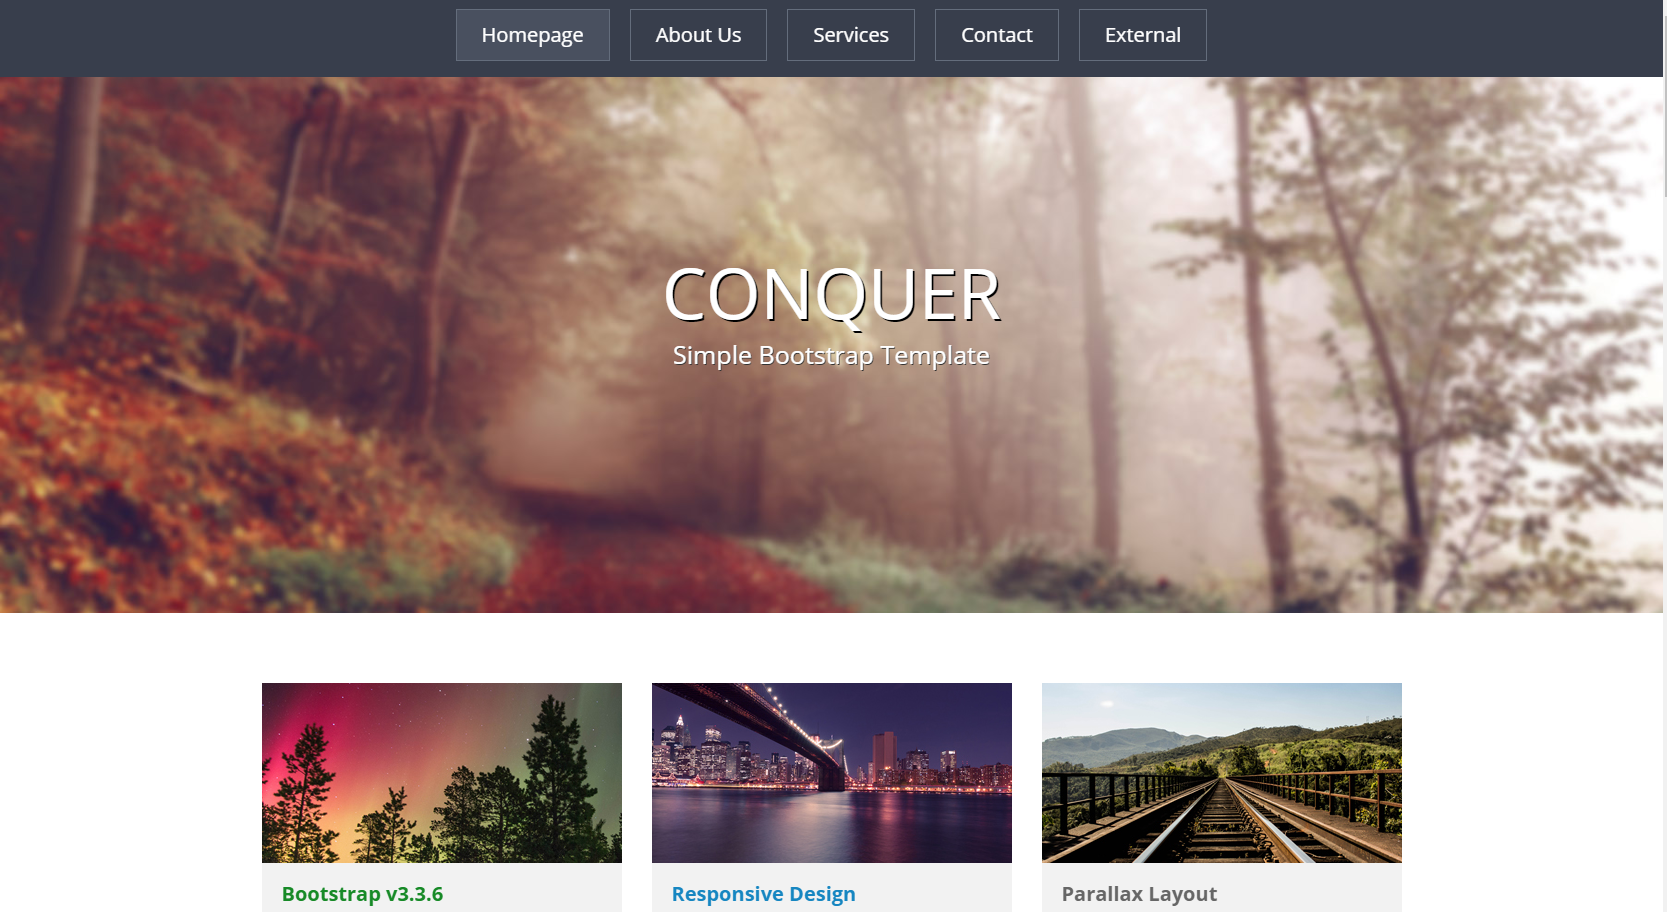 Homepage
About Us
Services
Contact
External
CONQUER
Simple Bootstrap Template
Bootstrap v3.3.6
Responsive Design
Parallax Layout